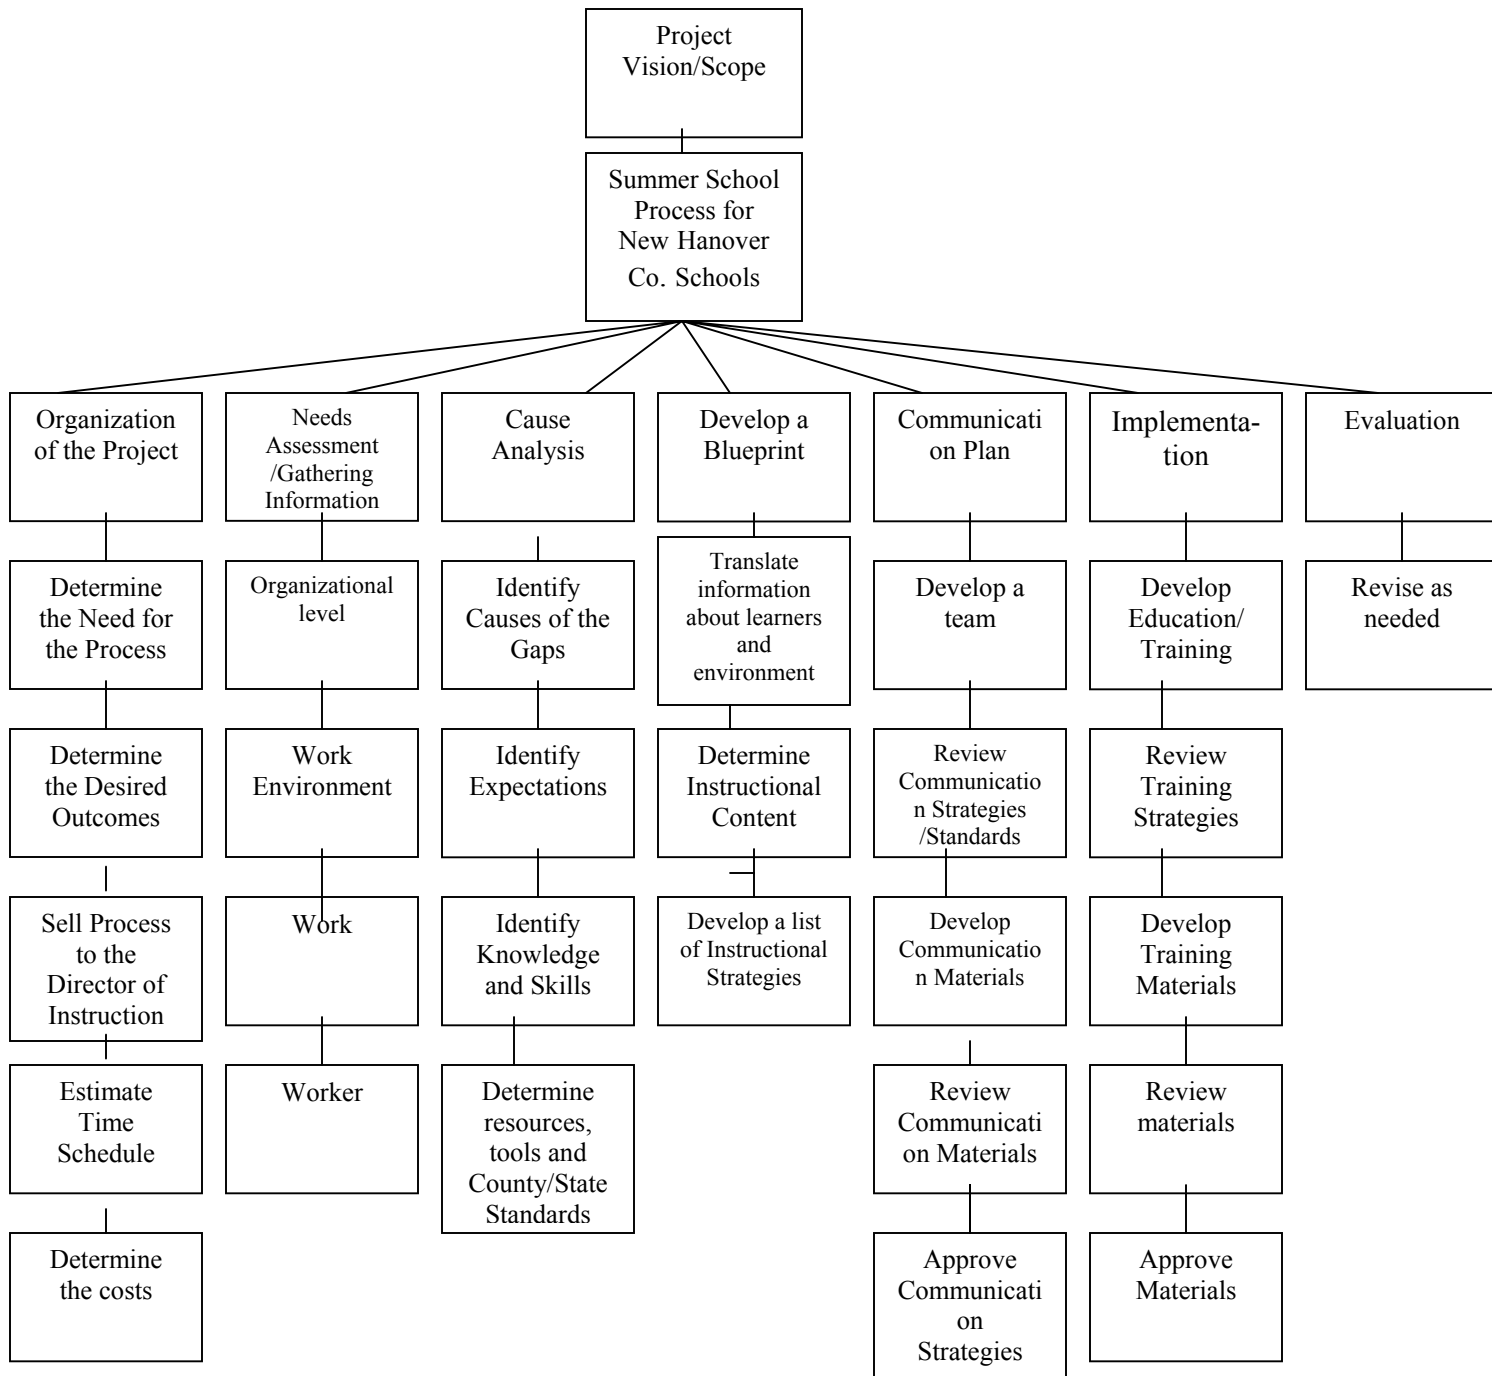 Project
Vision/Scope
Summer School
Process for
New Hanover
Co. Schools
Organization
of the Project
Needs
Assessment
/Gathering
Information
Cause
Analysis
Develop a
Blueprint
Communicati
on Plan
Implementa-
tion
Evaluation
Determine
the Need for
the Process
Organizational
level
Identify
Causes of the
Gaps
Translate
information
about learners
and
environment
Develop a
team
Develop
Education/
Training
Revise as
needed
Determine
the Desired
Outcomes
Work
Environment
Identify
Expectations
Determine
Instructional
Content
Review
Communicatio
n Strategies
/Standards
Review
Training
Strategies
Sell Process
to the
Director of
Instruction
Work
Identify
Knowledge
and Skills
Develop a list
of Instructional
Strategies
Develop
Communicatio
n Materials
Develop
Training
Materials
Estimate
Time
Schedule
Worker
Determine
resources,
tools and
County/State
Standards
Review
Communicati
on Materials
Review
materials
Determine
the costs
Approve
Communicati
on
Strategies
Approve
Materials